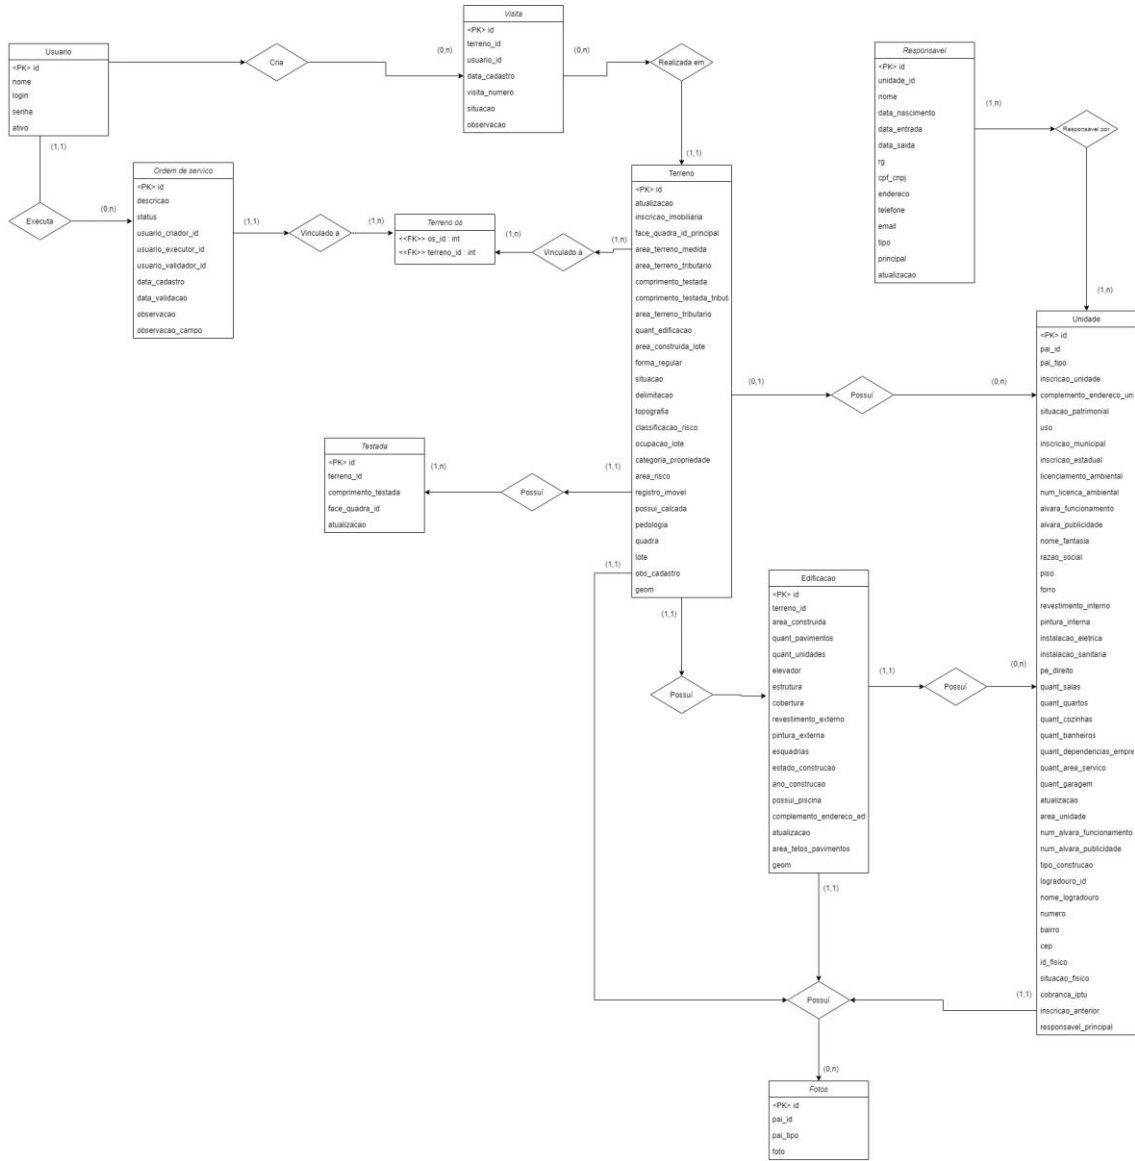 Usuario
<PK> id
nome
login
senha
ativo
(1,1)
Cria
(0,n)
Visita
<PK> id
terreno_id
usuario_id
data_cadastro
visita_numero
situacao
observacao
(0,n)
Realizada em
(1,1)
Responsavel
<PK> id
unidade_id
nome
data_nascimento
data_entrada
data_saida
rg
cpf_cnpj
endereco
telefone
email
tipo
principal
atualizacao
(1,n)
Responsavel por
(1,n)
Executa
(0,n)
Ordem de servico
<PK> id
descricao
status
usuario_criador_id
usuario_executor_id
usuario_validador_id
data_cadastro
data_validacao
observacao
observacao_campo
(1,1)
Vinculado a
(1,n)
Terreno os
<<FK>> os_id : int
<<FK>> terreno_id : int
(1,n)
Vinculado a
(1,n)
Terreno
<PK> id
atualizacao
inscricao_imobiliaria
face_quadra_id_principal
area_terreno_medida
area_terreno_tributario
comprimento_testada
comprimento_testada_tribut
area_terreno_tributario
quant_edificacao
area_construida_lote
forma_regular
situacao
delimitacao
topografia
classificacao_risco
ocupacao_lote
categoria_propriedade
area_risco
registro_imovel
possui_calcada
pedologia
quadra
lote
obs_cadastro
geom
(0,1)
Possuí
(0,n)
Testada
<PK> id
terreno_id
comprimento_testada
face_quadra_id
atualizacao
(1,n)
Possuí
(1,1)
(1,1)
(1,1)
Possuí
Edificacao
<PK> id
terreno_id
area_construida
quant_pavimentos
quant_unidades
elevador
estrutura
cobertura
revestimento_externo
pintura_externa
esquadrias
estado_construcao
ano_construcao
possui_piscina
complemento_endereco_edi
atualizacao
area_tetos_pavimentos
geom
(1,1)
Possuí
(0,n)
Unidade
<PK> id
pai_id
pai_tipo
inscricao_unidade
complemento_endereco_uni
situacao_patrimonial
uso
inscricao_municipal
inscricao_estadual
licenciamento_ambiental
num_licenca_ambiental
alvara_funcionamento
alvara_publicidade
nome_fantasia
razao_social
piso
forro
revestimento_interno
pintura_interna
instalacao_eletrica
instalacao_sanitaria
pe_direito
quant_salas
quant_quartos
quant_cozinhas
quant_banheiros
quant_dependencias_empre
quant_area_servico
quant_garagem
atualizacao
area_unidade
num_alvara_funcionamento
num_alvara_publicidade
tipo_construcao
logradouro_id
nome_logradouro
numero
bairro
cep
id_fisico
situacao_fisico
cobranca_iptu
inscricao_anterior
responsavel_principal
(1,1)
(1,1)
Possuí
(0,n)
Fotos
<PK> id
pai_id
pai_tipo
foto